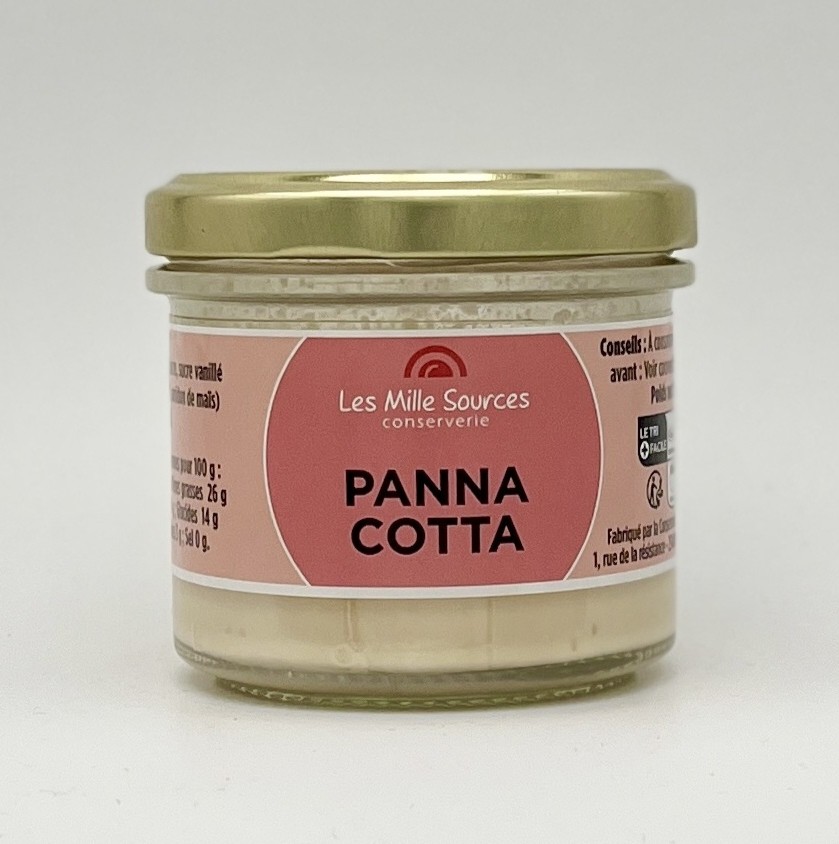 sucre vanillé
de maïs)
pour 100 g :
grasses 26 g
Glucides 14 g
Sel 0 g.
Les Mille Sources
conserverie
PANNA
COTTA
Conseils : À
avant : Voir
LE TRI
+ FACILE
Fabriqué par la
1, rue de la résistance